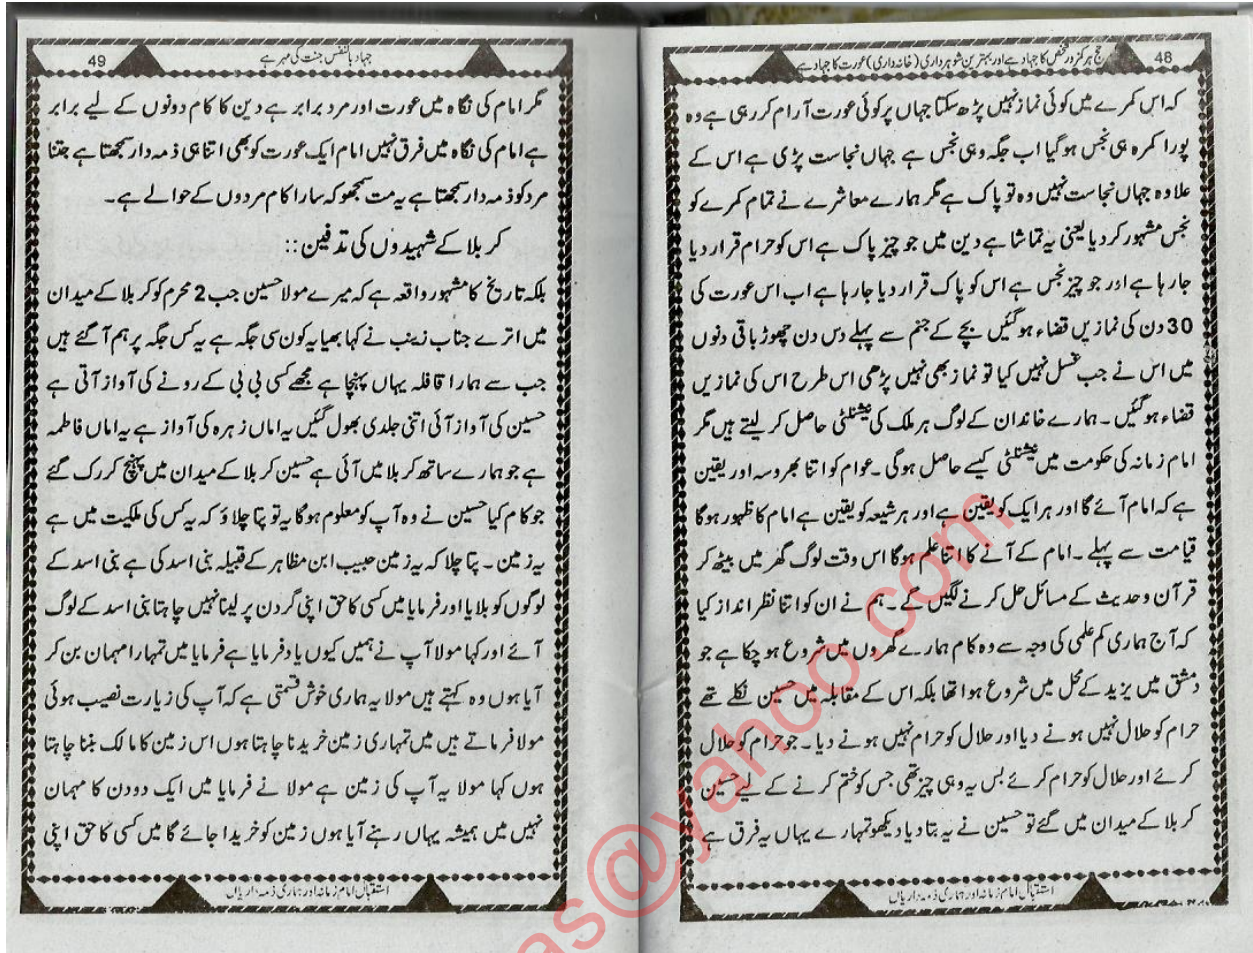 48
حج ہر کمزور شخص کا جہاد ہے اور بہترین شوہر داری (خانہ داری) عورت کا جہاد ہے
کہ اس کمرے میں کوئی نماز نہیں پڑھ سکتا جہاں پر کوئی عورت آرام کر رہی ہے وہ
پورا کمرہ ہی نجس ہو گیا اب جگہ وہی نجس ہے جہاں نجاست پڑی ہے اس کے
علاوہ جہاں نجاست نہیں وہ تو پاک ہے مگر ہمارے معاشرے نے تمام کمرے کو
نجس مشہور کر دیا یعنی یہ تماشا ہے دین میں جو چیز پاک ہے اس کو حرام قرار دیا
جا رہا ہے اور جو چیز نجس ہے اس کو پاک قرار دیا جا رہا ہے اب اس عورت کی
30 دن کی نمازیں قضاء ہو گئیں بچے کے جنم سے پہلے دس دن چھوڑ باقی دنوں
میں اس نے جب غسل نہیں کیا تو نماز بھی نہیں پڑھی اس طرح اس کی نمازیں
قضاء ہو گئیں ۔ ہمارے خاندان کے لوگ ہر ملک کی نیشنلٹی حاصل کر لیتے ہیں مگر
امام زمانہ کی حکومت میں نیشنلٹی کیسے حاصل ہو گی ۔ عوام کو اتنا بھروسہ اور یقین
ہے کہ امام آئے گا اور ہر ایک کو یقین ہے اور ہر شیعہ کو یقین ہے امام کا ظہور ہو گا
قیامت سے پہلے ۔ امام کے آنے کا اتنا علم ہو گا اس وقت لوگ گھر میں بیٹھ کر
قرآن و حدیث کے مسائل حل کرنے لگیں گے ۔ ہم نے ان کو اتنا نظر انداز کیا
کہ آج ہماری کم علمی کی وجہ سے وہ کام ہمارے گھروں میں شروع ہو چکا ہے جو
دمشق میں یزید کے محل میں شروع ہوا تھا بلکہ اس کے مقابلہ میں حسین نکلے تھے
حرام کو حلال نہیں ہونے دیا اور حلال کو حرام نہیں ہونے دیا ۔ جو حرام کو حلال
کرئے اور حلال کو حرام کرئے بس یہ وہی چیز تھی جس کو ختم کرنے کے لیے حسین
کربلا کے میدان میں گئے تو حسین نے یہ بتا دیا دیکھو تمہارے یہاں یہ فرق ہے
استقبال امام زمانہ اور ہماری ذمہ داریاں
49
جہاد بالنفس جنت کی مہر ہے
مگر امام کی نگاہ میں عورت اور مرد برابر ہے دین کا کام دونوں کے لیے برابر
ہے امام کی نگاہ میں فرق نہیں امام ایک عورت کو بھی اتنا ہی ذمہ دار سمجھتا ہے جتنا
مرد کو ذمہ دار سمجھتا ہے یہ مت سمجھو کہ سارا کام مردوں کے حوالے ہے ۔
کربلا کے شہیدوں کی تدفین ::
بلکہ تاریخ کا مشہور واقعہ ہے کہ میرے مولا حسین جب 2 محرم کو کربلا کے میدان
میں اترے جناب زینب نے کہا بھیا یہ کون سی جگہ ہے یہ کس جگہ پر ہم آ گئے ہیں
جب سے ہمارا قافلہ یہاں پہنچا ہے مجھے کسی بی بی کے رونے کی آواز آتی ہے
حسین کی آواز آئی اتنی جلدی بھول گئیں یہ اماں زہرہ کی آواز ہے یہ اماں فاطمہ
ہے جو ہمارے ساتھ کربلا میں آئی ہے حسین کربلا کے میدان میں پہنچ کر رک گئے
جو کام کیا حسین نے وہ آپ کو معلوم ہو گا یہ تو پتا چلاؤ کہ یہ کس کی ملکیت میں ہے
یہ زمین ۔ پتا چلا کہ یہ زمین حبیب ابن مظاہر کے قبیلہ بنی اسد کی ہے بنی اسد کے
لوگوں کو بلایا اور فرمایا میں کسی کا حق اپنی گردن پر لینا نہیں چاہتا بنی اسد کے لوگ
آئے اور کہا مولا آپ نے ہمیں کیوں یاد فرمایا ہے فرمایا میں تمہارا مہمان بن کر
آیا ہوں وہ کہتے ہیں مولا یہ ہماری خوش قسمتی ہے کہ آپ کی زیارت نصیب ہوئی
مولا فرماتے ہیں میں تمہاری زمین خریدنا چاہتا ہوں اس زمین کا مالک بننا چاہتا
ہوں کہا مولا یہ آپ کی زمین ہے مولا نے فرمایا میں ایک دو دن کا مہمان
نہیں میں ہمیشہ یہاں رہنے آیا ہوں زمین کو خریدا جائے گا میں کسی کا حق اپنی
استقبال امام زمانہ اور ہماری ذمہ داریاں
as@yahoo.com